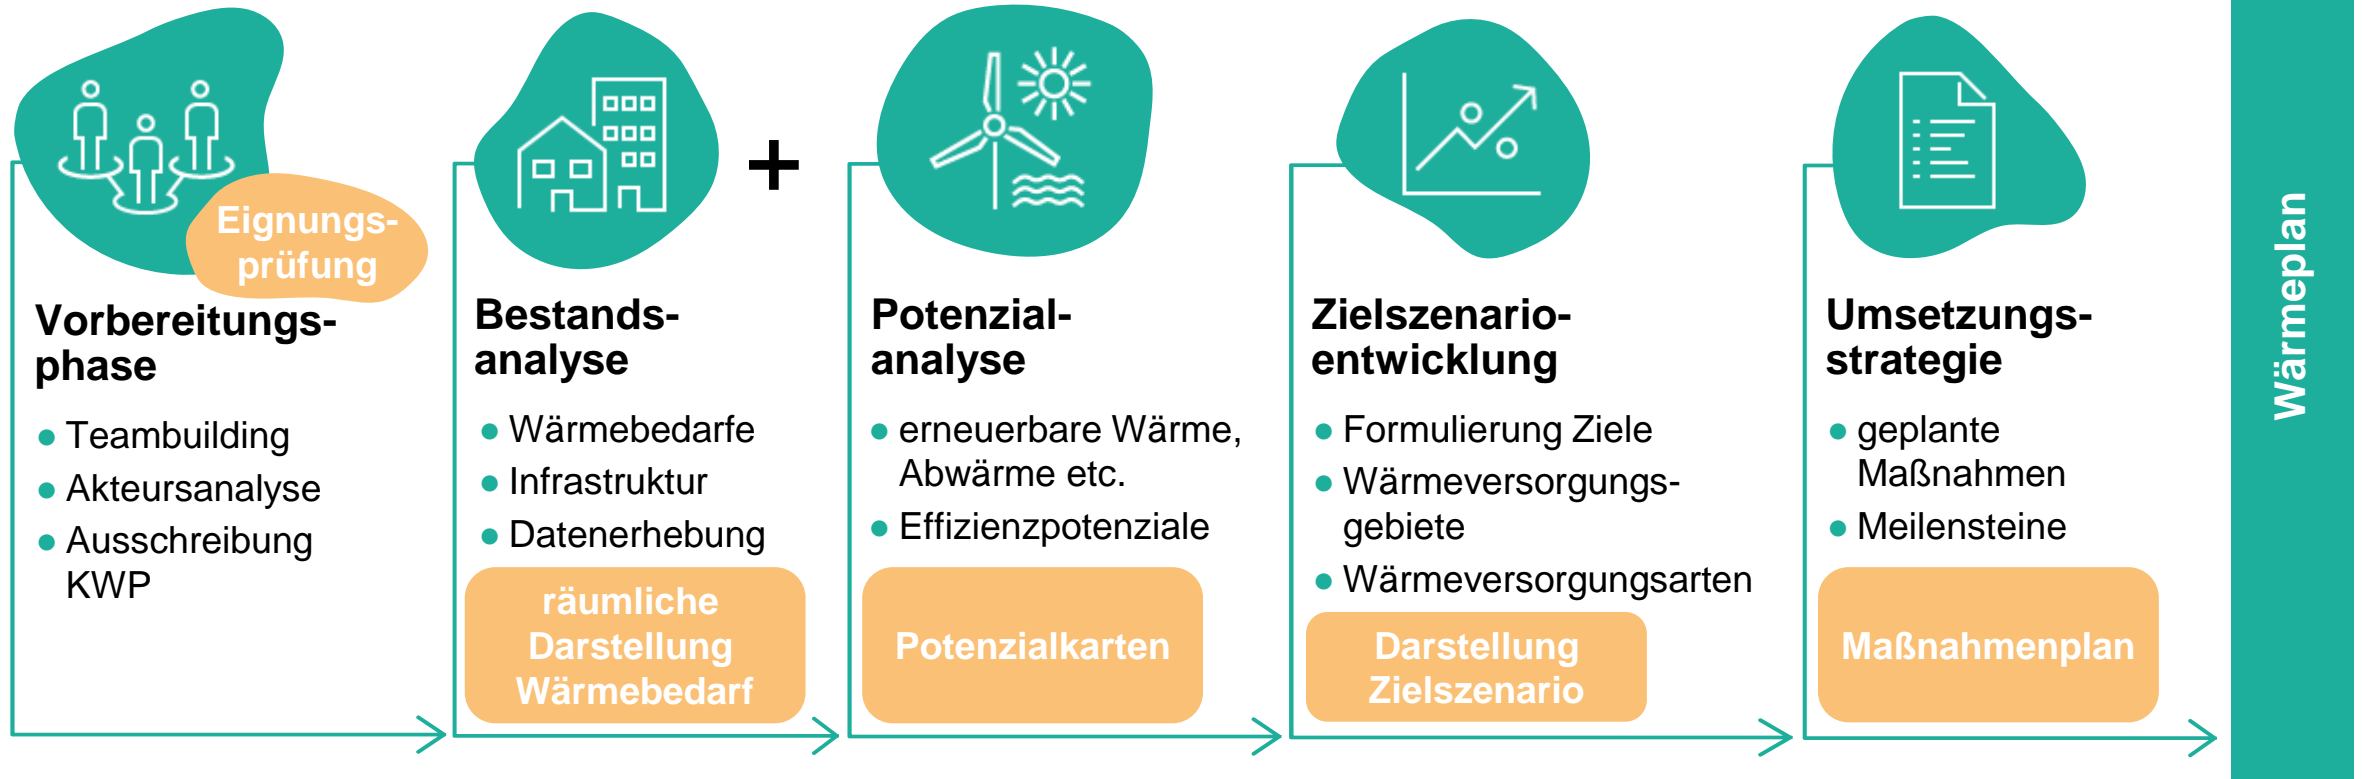 Eignungs-
prüfung
Vorbereitungs-
phase
● Teambuilding
● Akteursanalyse
● Ausschreibung
KWP
+
Bestands-
analyse
● Wärmebedarfe
● Infrastruktur
● Datenerhebung
räumliche
Darstellung
Wärmebedarf
Potenzial-
analyse
● erneuerbare Wärme,
Abwärme etc.
● Effizienzpotenziale
Potenzialkarten
Zielszenario-
entwicklung
● Formulierung Ziele
● Wärmeversorgungs-
gebiete
● Wärmeversorgungsarten
Darstellung
Zielszenario
Umsetzungs-
strategie
● geplante
Maßnahmen
● Meilensteine
Maßnahmenplan
Wärmeplan